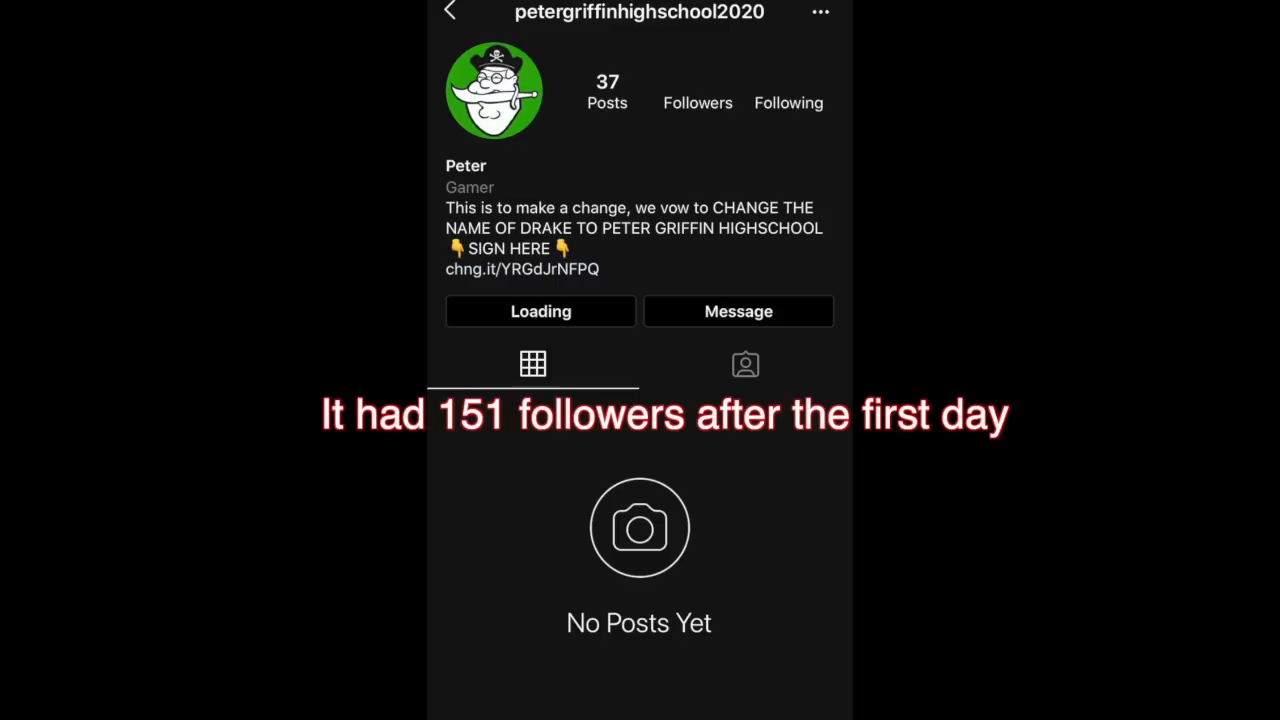 petergriffinhighschool2020
37
Posts Followers Following
Peter
Gamer
This is to make a change, we vow to CHANGE THE
NAME OF DRAKE TO PETER GRIFFIN HIGHSCHOOL
👇SIGN HERE👇
chng.it/YRGdJrNFPQ
Loading Message
It had 151 followers after the first day
No Posts Yet